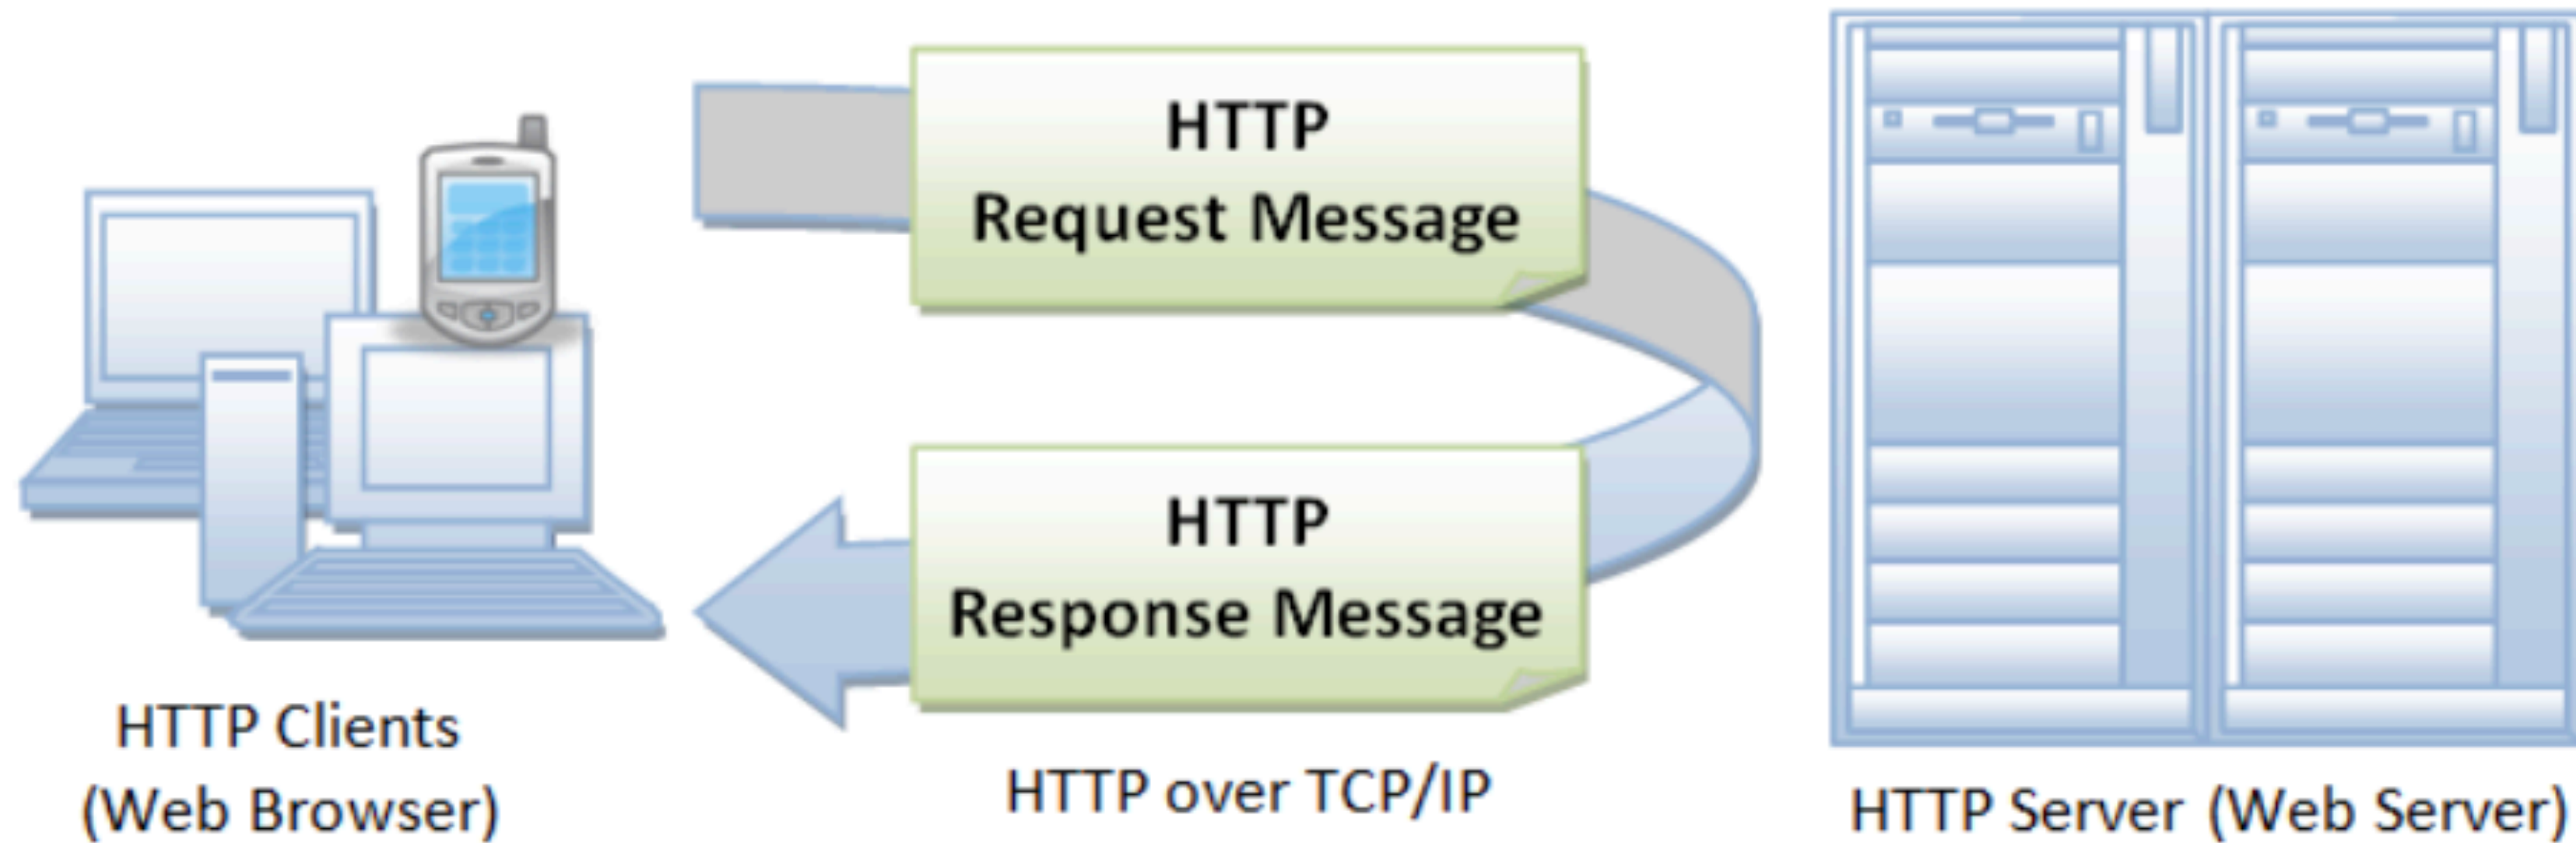 HTTP
Request Message
HTTP
Response Message
HTTP Clients
(Web Browser)
HTTP over TCP/IP
HTTP Server (Web Server)